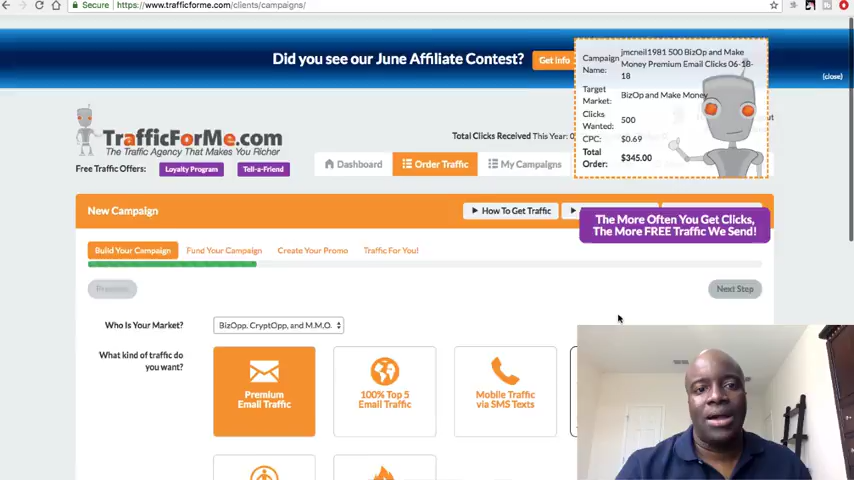 Secure
https://www.trafficforme.com/clients/campaigns/
Did you see our June Affiliate Contest?
Get info
(close)
Campaign Name:
jmcneil1981 500 BizOp and Make
Money Premium Email Clicks 06-18-
18
Target Market:
BizOp and Make Money
Clicks Wanted:
500
CPC:
$0.69
Total Order:
$345.00
TrafficForMe.com
The Traffic Agency That Makes You Richer
Total Clicks Received This Year: 0
Free Traffic Offers:
Loyalty Program
Tell-a-Friend
Dashboard
Order Traffic
My Campaigns
New Campaign
How To Get Traffic
The More Often You Get Clicks,
The More FREE Traffic We Send!
Build Your Campaign
Fund Your Campaign
Create Your Promo
Traffic For You!
Previous
Next Step
Who Is Your Market?
BizOpp, CryptOpp, and M.M.O.
What kind of traffic do
you want?
Premium
Email Traffic
100% Top 5
Email Traffic
Mobile Traffic
via SMS Texts